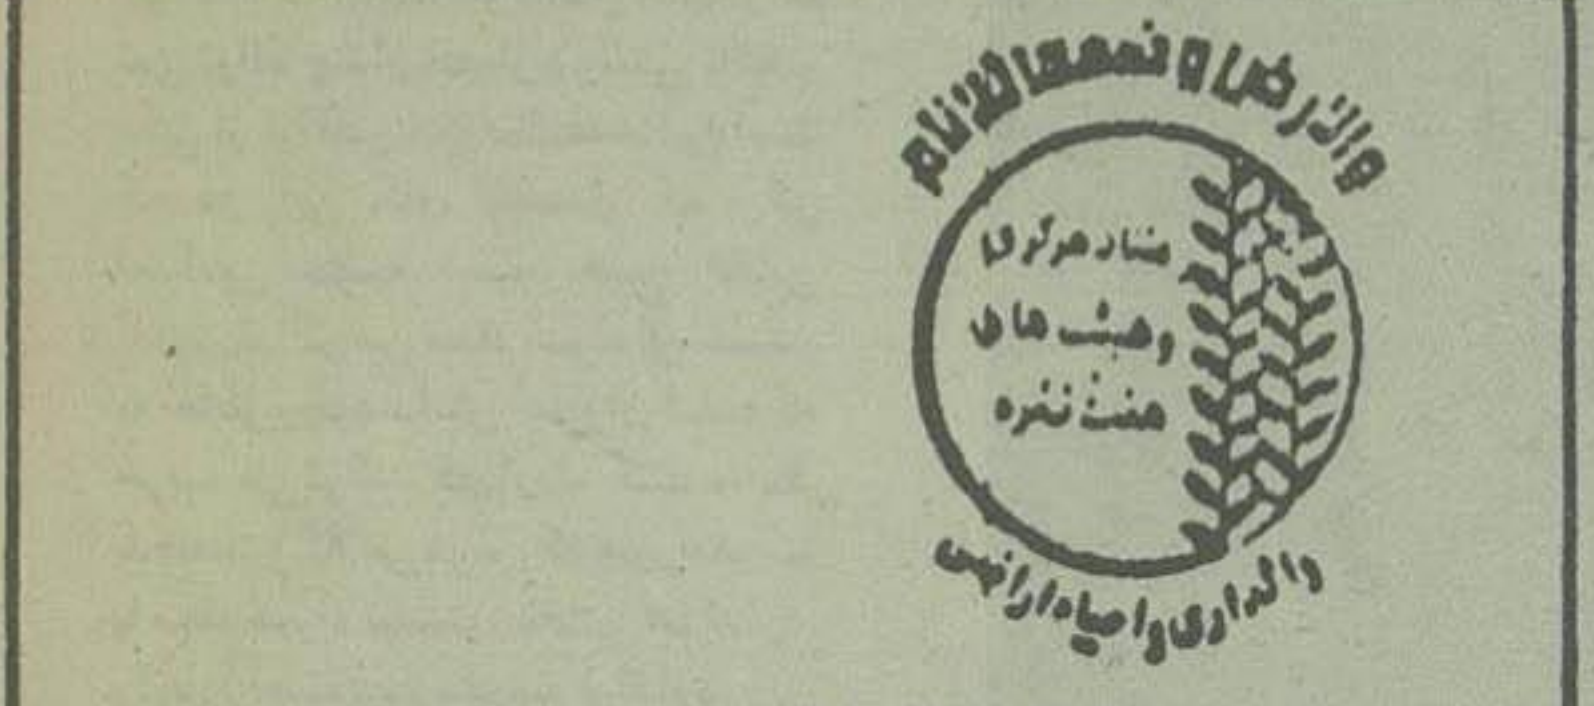 والارض وضعها للانام
ستاد مرکزی
و هیئت های
هفت نفره
واگذاری و احیاء اراضی